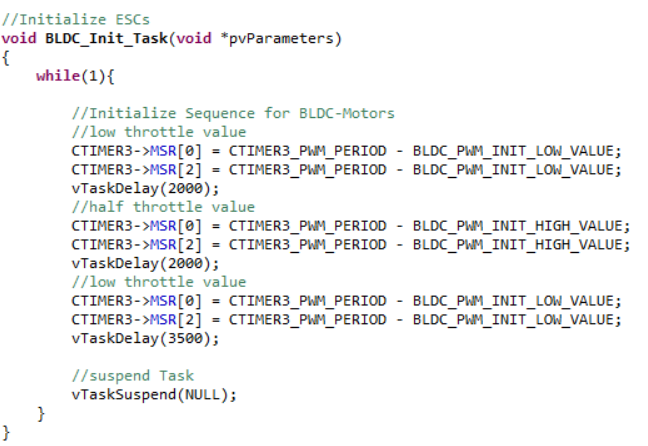 //Initialize ESCs
void BLDC_Init_Task(void *pvParameters)
{
    while(1){

        //Initialize Sequence for BLDC-Motors
        //low throttle value
        CTIMER3->MSR[0] = CTIMER3_PWM_PERIOD - BLDC_PWM_INIT_LOW_VALUE;
        CTIMER3->MSR[2] = CTIMER3_PWM_PERIOD - BLDC_PWM_INIT_LOW_VALUE;
        vTaskDelay(2000);
        //half throttle value
        CTIMER3->MSR[0] = CTIMER3_PWM_PERIOD - BLDC_PWM_INIT_HIGH_VALUE;
        CTIMER3->MSR[2] = CTIMER3_PWM_PERIOD - BLDC_PWM_INIT_HIGH_VALUE;
        vTaskDelay(2000);
        //low throttle value
        CTIMER3->MSR[0] = CTIMER3_PWM_PERIOD - BLDC_PWM_INIT_LOW_VALUE;
        CTIMER3->MSR[2] = CTIMER3_PWM_PERIOD - BLDC_PWM_INIT_LOW_VALUE;
        vTaskDelay(3500);

        //suspend Task
        vTaskSuspend(NULL);
    }
}